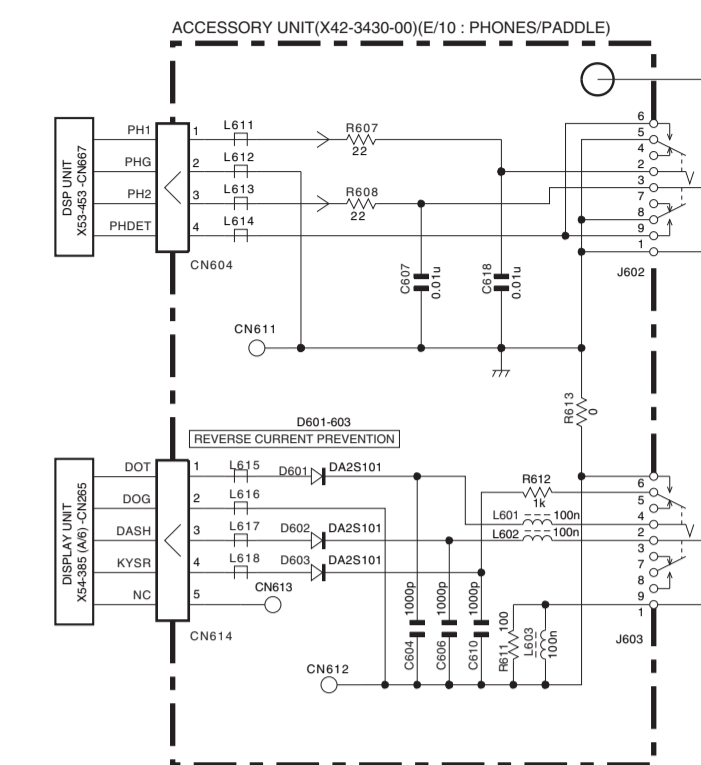 ACCESSORY UNIT(X42-3430-00)(E/10 : PHONES/PADDLE)
DSP UNIT
X53-453 -CN667
PH1
PHG
PH2
PHDET
1
2
3
4
CN604
L611
L612
L613
L614
R607
22
R608
22
C607
0.01u
C618
0.01u
6
5
4
2
3
7
8
9
1
J602
CN611
R613
0
D601-603
REVERSE CURRENT PREVENTION
DISPLAY UNIT
X54-385 (A/6) -CN265
DOT
DOG
DASH
KYSR
NC
1
2
3
4
5
CN614
L615
L616
L617
L618
CN613
D601
DA2S101
D602
DA2S101
D603
DA2S101
R612
1k
L601
100n
L602
100n
1000p
1000p
1000p
C604
C606
C610
R611
100
L603
100n
6
5
4
2
3
7
8
9
1
J603
CN612